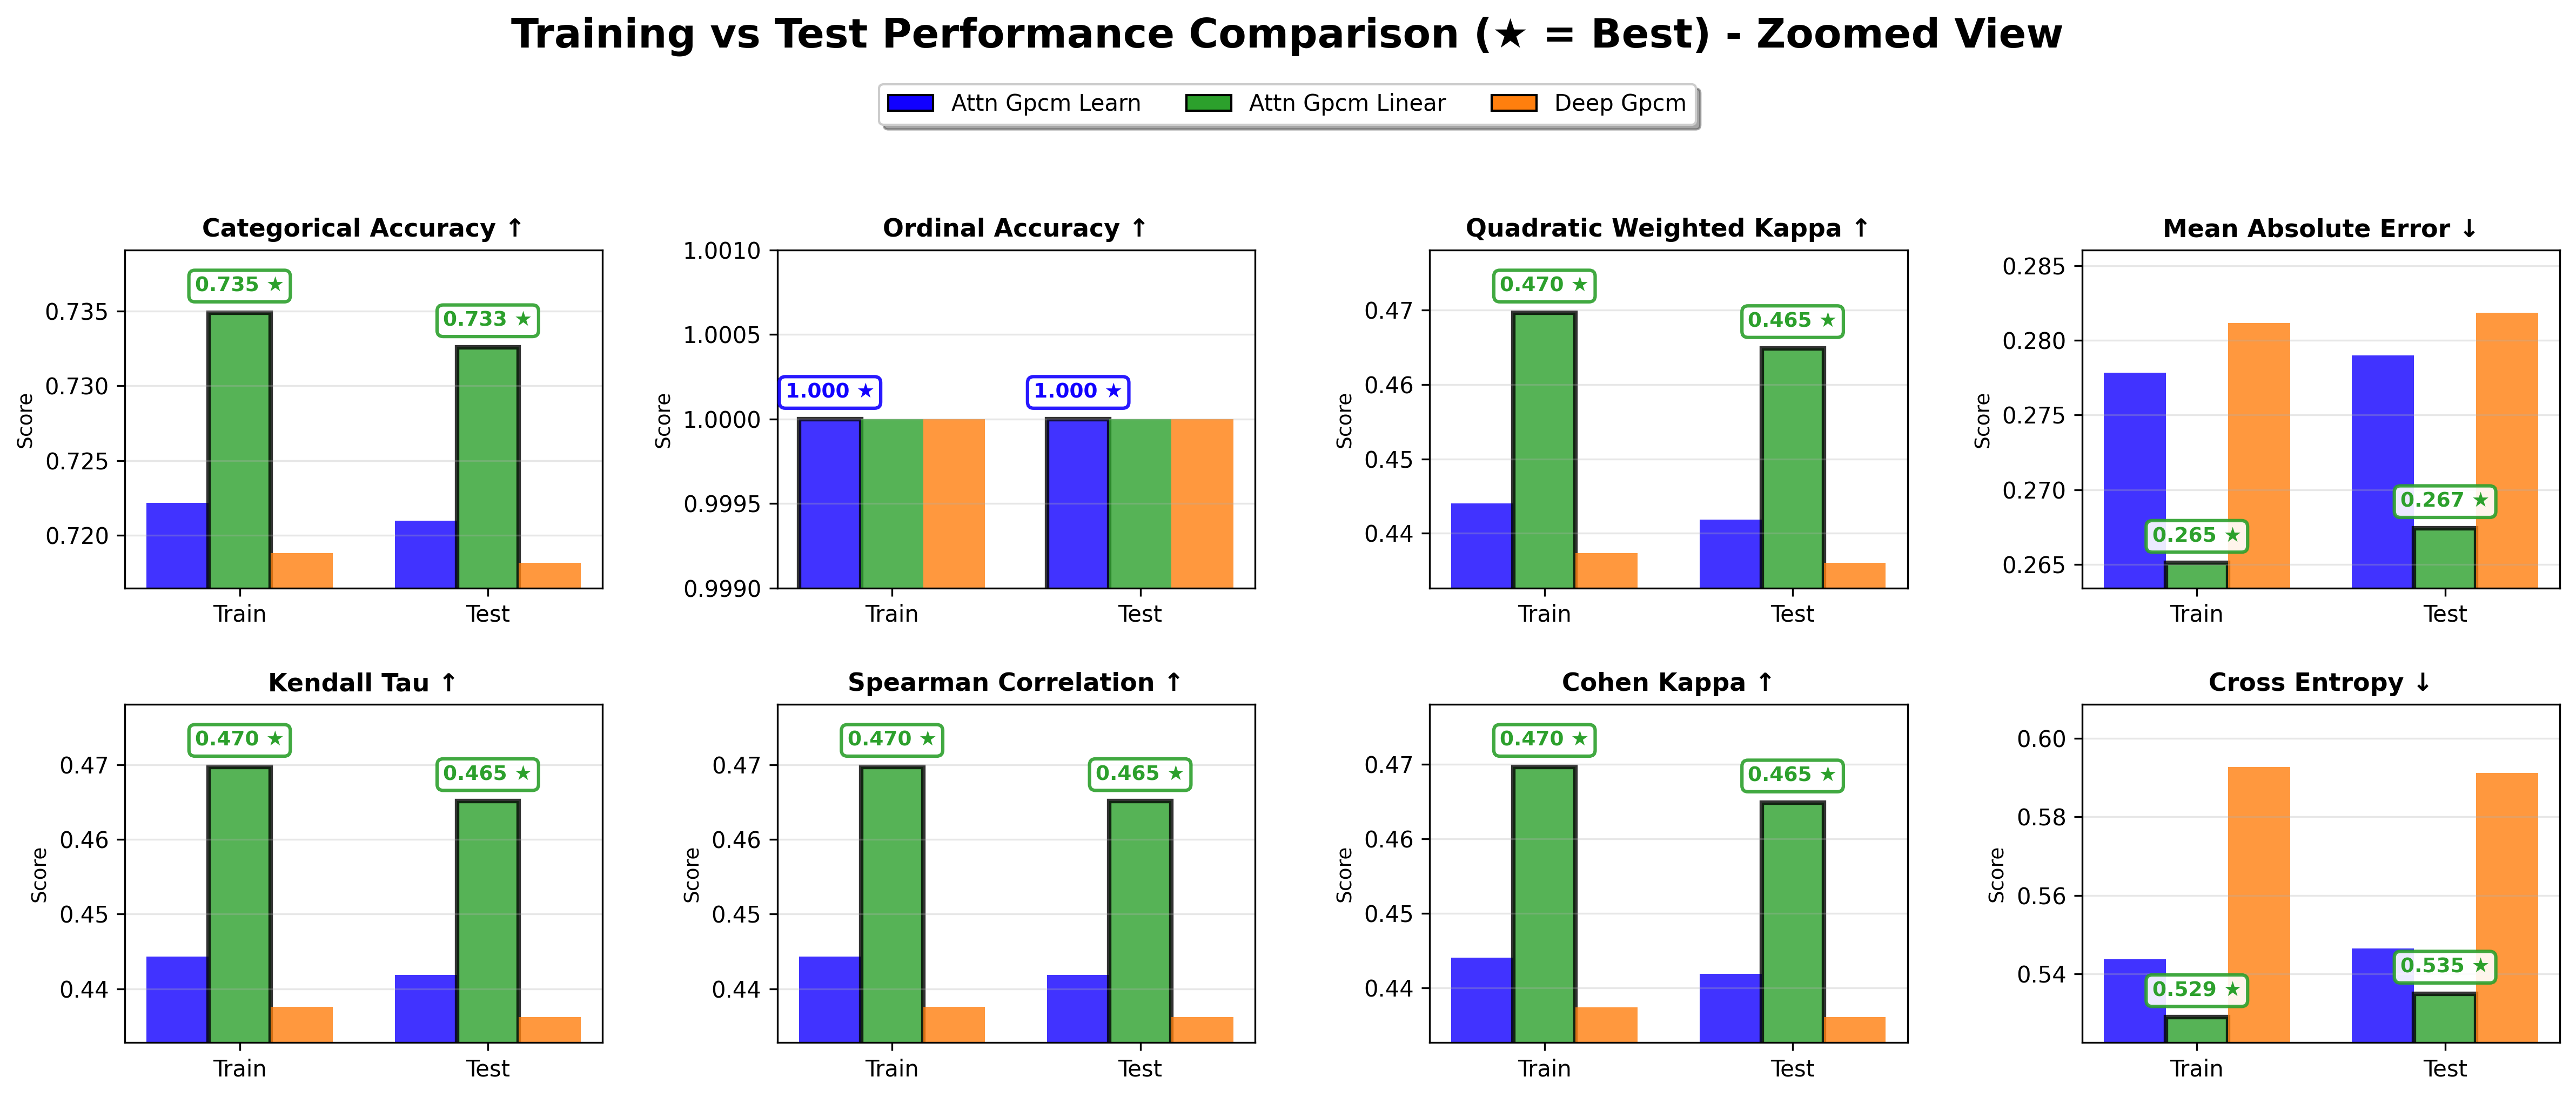 Training vs Test Performance Comparison (★ = Best) - Zoomed View
Attn Gpcm Learn Attn Gpcm Linear Deep Gpcm
Categorical Accuracy ↑
Score
0.735
0.730
0.725
0.720
0.735 ★
0.733 ★
Train Test
Ordinal Accuracy ↑
Score
1.0010
1.0005
1.0000
0.9995
0.9990
1.000 ★
1.000 ★
Train Test
Quadratic Weighted Kappa ↑
Score
0.47
0.46
0.45
0.44
0.470 ★
0.465 ★
Train Test
Mean Absolute Error ↓
Score
0.285
0.280
0.275
0.270
0.265
0.265 ★
0.267 ★
Train Test
Kendall Tau ↑
Score
0.47
0.46
0.45
0.44
0.470 ★
0.465 ★
Train Test
Spearman Correlation ↑
Score
0.47
0.46
0.45
0.44
0.470 ★
0.465 ★
Train Test
Cohen Kappa ↑
Score
0.47
0.46
0.45
0.44
0.470 ★
0.465 ★
Train Test
Cross Entropy ↓
Score
0.60
0.58
0.56
0.54
0.529 ★
0.535 ★
Train Test